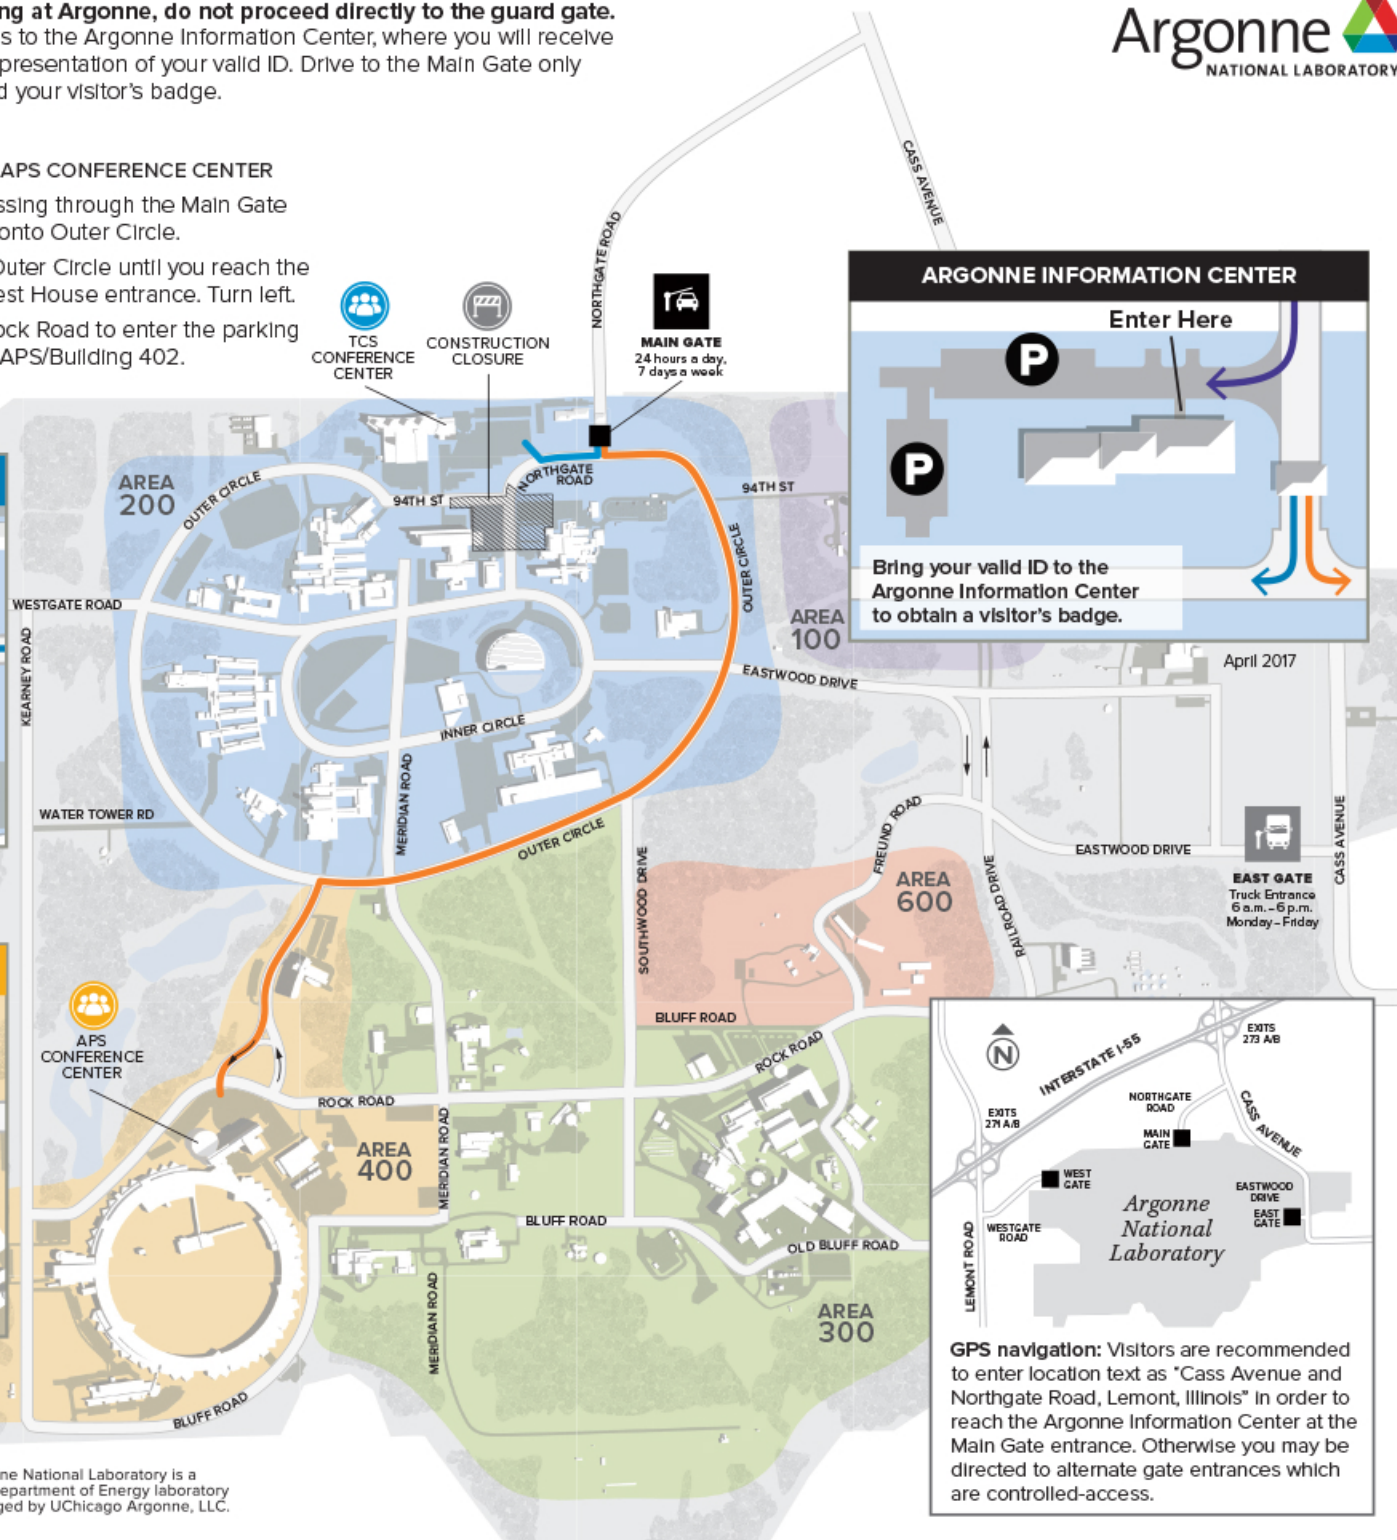 ng at Argonne, do not proceed directly to the guard gate.
s to the Argonne Information Center, where you will receive
presentation of your valid ID. Drive to the Main Gate only
d your visitor's badge.
Argonne
NATIONAL LABORATORY
APS CONFERENCE CENTER
ssing through the Main Gate
onto Outer Circle.
Outer Circle until you reach the
est House entrance. Turn left.
ock Road to enter the parking
APS/Building 402.
CASS AVENUE
NORTHGATE ROAD
TCS
CONFERENCE
CENTER
CONSTRUCTION
CLOSURE
MAIN GATE
24 hours a day,
7 days a week
ARGONNE INFORMATION CENTER
Enter Here
P
P
Bring your valid ID to the
Argonne Information Center
to obtain a visitor's badge.
April 2017
AREA
200
OUTER CIRCLE
94TH ST
NORTHGATE
ROAD
94TH ST
OUTER CIRCLE
AREA
100
WESTGATE ROAD
KEARNEY ROAD
EASTWOOD DRIVE
INNER CIRCLE
MERIDIAN ROAD
WATER TOWER RD
OUTER CIRCLE
FREUND ROAD
EASTWOOD DRIVE
CASS AVENUE
SOUTHWOOD DRIVE
AREA
600
RAILROAD DRIVE
EAST GATE
Truck Entrance
6 a.m. – 6 p.m.
Monday – Friday
APS
CONFERENCE
CENTER
BLUFF ROAD
ROCK ROAD
ROCK ROAD
AREA
400
MERIDIAN ROAD
BLUFF ROAD
OLD BLUFF ROAD
MERIDIAN ROAD
AREA
300
BLUFF ROAD
N
INTERSTATE I-55
EXITS
273 A/B
NORTHGATE
ROAD
CASS AVENUE
EXITS
271 A/B
MAIN
GATE
WEST
GATE
Argonne
National
Laboratory
EASTWOOD
DRIVE
EAST
GATE
WESTGATE
ROAD
LEMONT ROAD
GPS navigation: Visitors are recommended
to enter location text as "Cass Avenue and
Northgate Road, Lemont, Illinois" in order to
reach the Argonne Information Center at the
Main Gate entrance. Otherwise you may be
directed to alternate gate entrances which
are controlled-access.
ne National Laboratory is a
epartment of Energy laboratory
ged by UChicago Argonne, LLC.